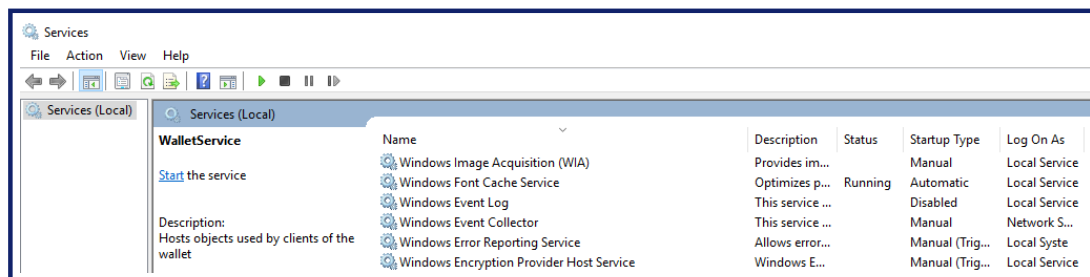 Services
File Action View Help
Services (Local)
Services (Local)
WalletService
Start the service
Description:
Hosts objects used by clients of the
wallet
Name Description Status Startup Type Log On As
Windows Image Acquisition (WIA) Provides im... Manual Local Service
Windows Font Cache Service Optimizes p... Running Automatic Local Service
Windows Event Log This service ... Disabled Local Service
Windows Event Collector This service ... Manual Network S...
Windows Error Reporting Service Allows error... Manual (Trig... Local Syste
Windows Encryption Provider Host Service Windows E... Manual (Trig... Local Service